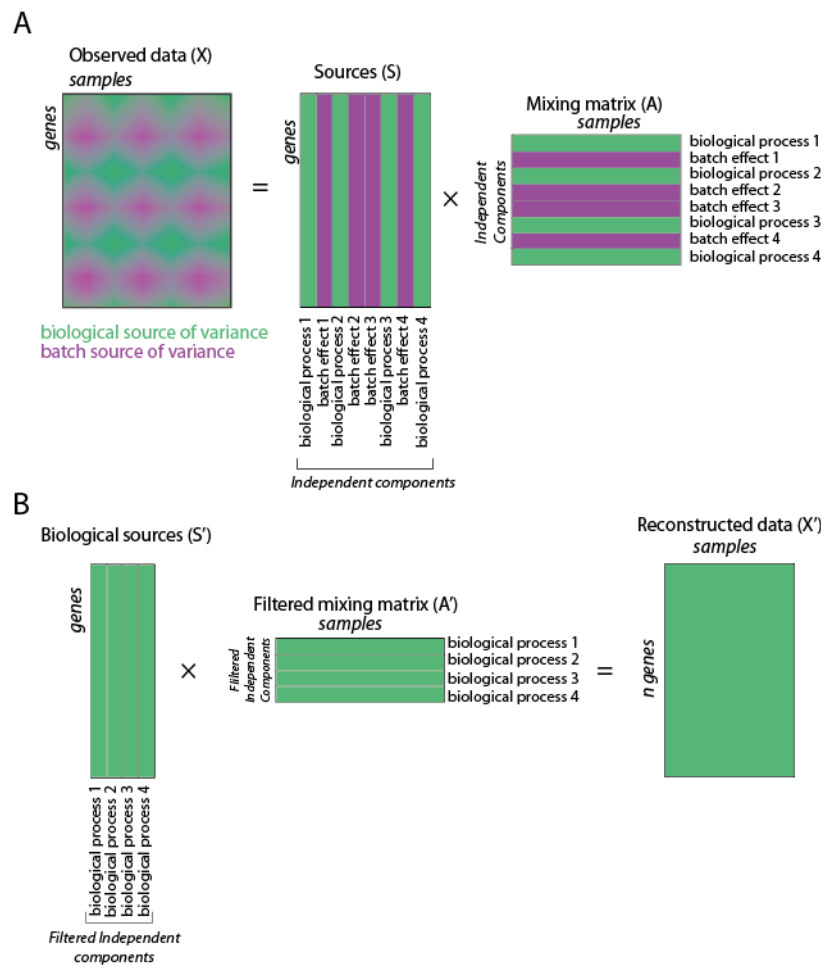 A
Observed data (X)
samples
genes
=
Sources (S)
genes
×
Mixing matrix (A)
samples
Independent
Components
biological process 1
batch effect 1
biological process 2
batch effect 2
batch effect 3
biological process 3
batch effect 4
biological process 4
biological source of variance
batch source of variance
biological process 1
batch effect 1
biological process 2
batch effect 2
batch effect 3
biological process 3
batch effect 4
biological process 4
Independent components
B
Biological sources (S')
genes
×
Filtered mixing matrix (A')
samples
Fliltered
Independent
Components
biological process 1
biological process 2
biological process 3
biological process 4
=
Reconstructed data (X')
samples
n genes
biological process 1
biological process 2
biological process 3
biological process 4
Filtered Independent
components